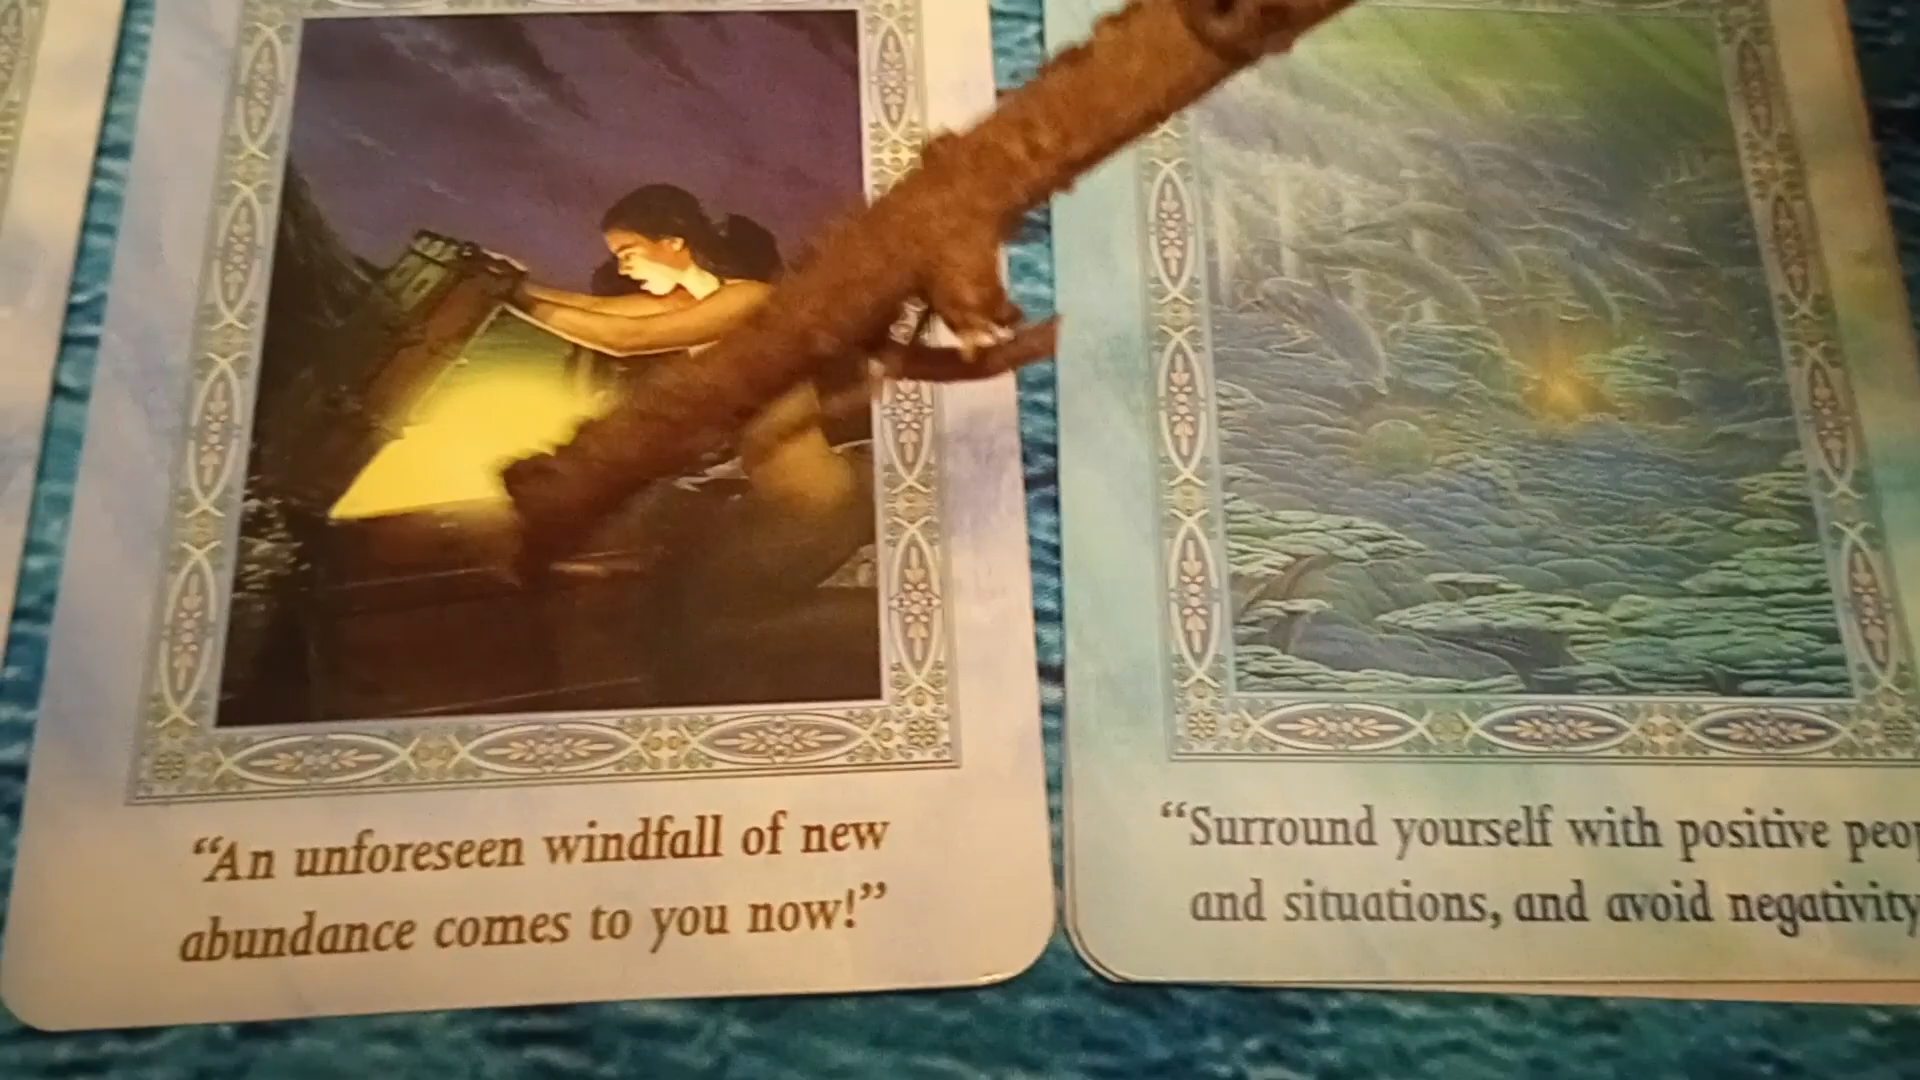 “An unforeseen windfall of new
abundance comes to you now!”
“Surround yourself with positive peop
and situations, and avoid negativity